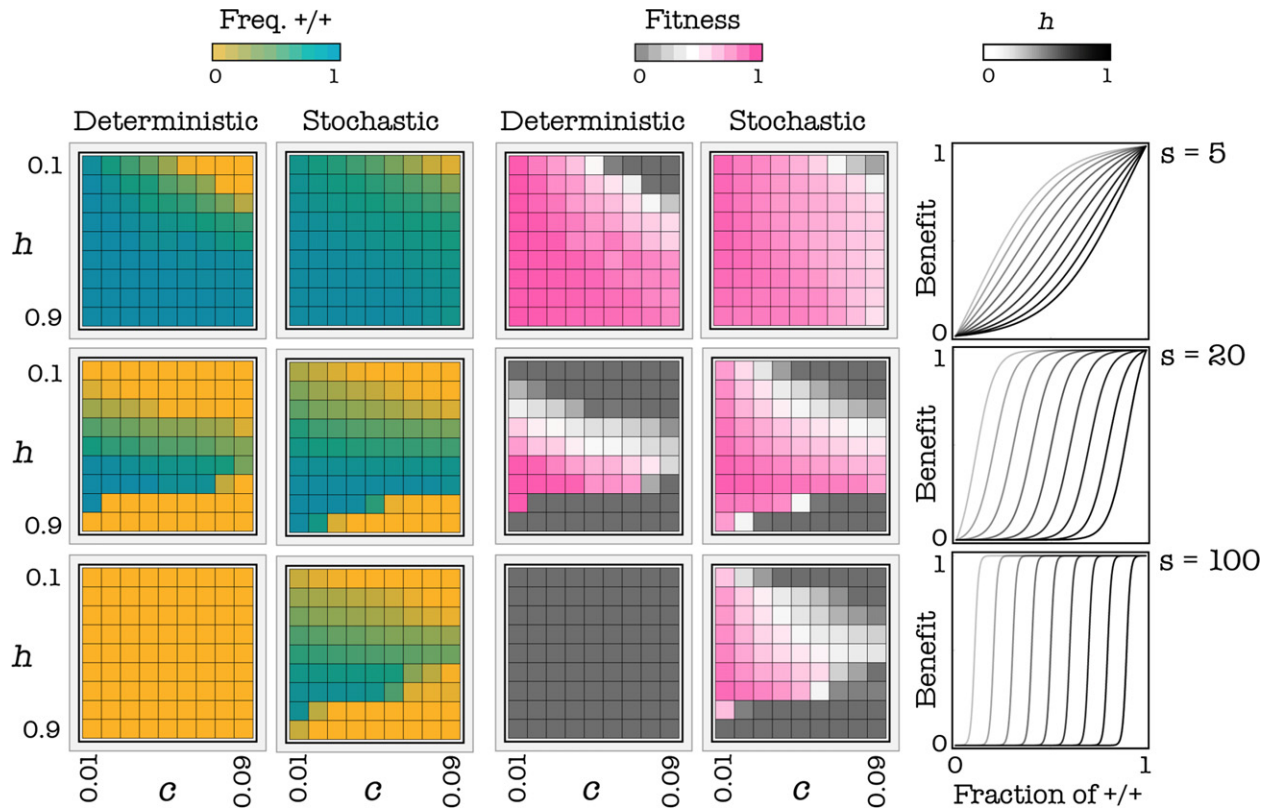 Freq. +/+
0 1
Fitness
0 1
h
0 1
Deterministic Stochastic Deterministic Stochastic
0.1
h
0.9
1
Benefit
0
s = 5
0.1
h
0.9
1
Benefit
0
s = 20
0.1
h
0.9
1
Benefit
0
s = 100
0.01 c 0.09
0.01 c 0.09
0.01 c 0.09
0.01 c 0.09
0 1
Fraction of +/+